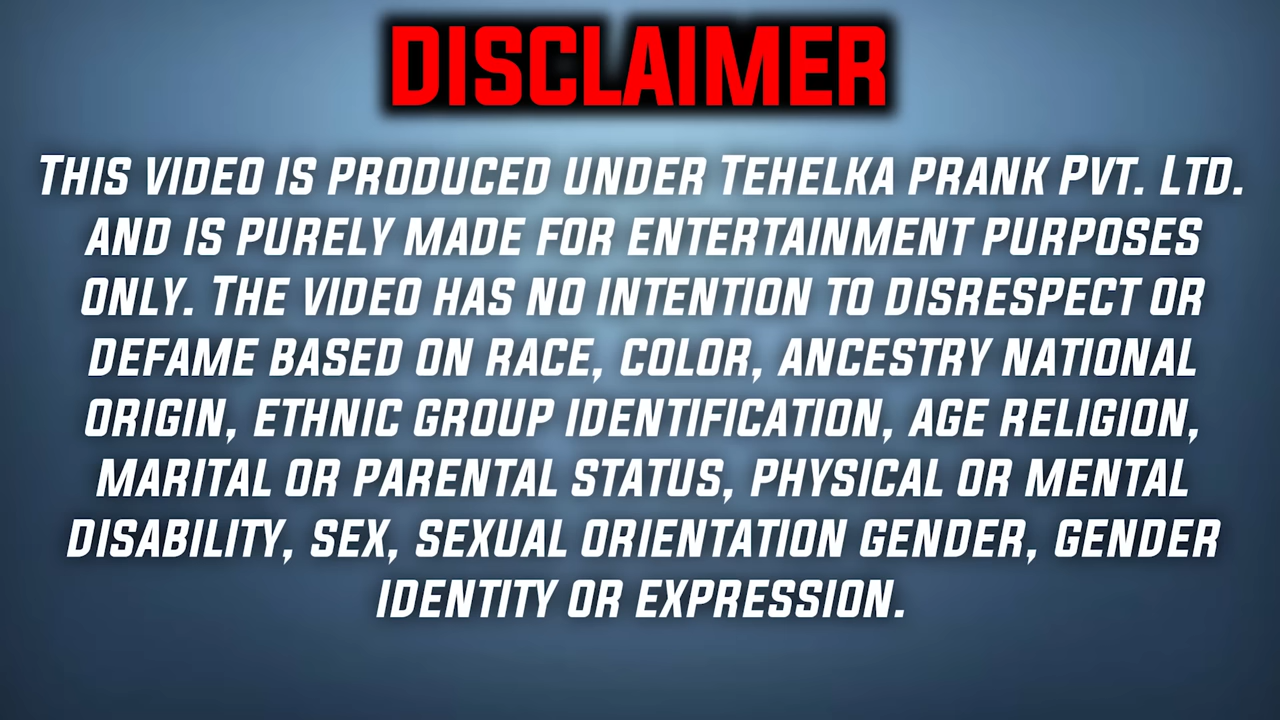 DISCLAIMER
THIS VIDEO IS PRODUCED UNDER TEHELKA PRANK PVT. LTD.
AND IS PURELY MADE FOR ENTERTAINMENT PURPOSES
ONLY. THE VIDEO HAS NO INTENTION TO DISRESPECT OR
DEFAME BASED ON RACE, COLOR, ANCESTRY NATIONAL
ORIGIN, ETHNIC GROUP IDENTIFICATION, AGE RELIGION,
MARITAL OR PARENTAL STATUS, PHYSICAL OR MENTAL
DISABILITY, SEX, SEXUAL ORIENTATION GENDER, GENDER
IDENTITY OR EXPRESSION.